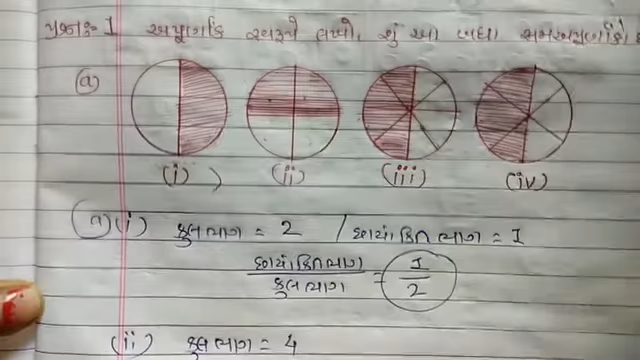 પ્રશ્ન:- 1 અપૂર્ણાંક સ્વરૂપે લખો, શું આ બધા સમઅપૂર્ણાંકો
(a)
(i) (ii) (iii) (iv)
(a) (i) કુલ ભાગ = 2 / છાયાંકિત ભાગ = 1
છાયાંકિત ભાગ / કુલ ભાગ = 1/2
(ii) કુલ ભાગ = 4